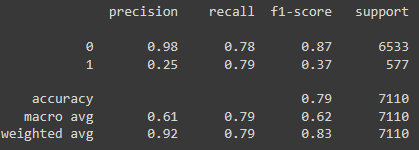 precision recall f1-score support
0 0.98 0.78 0.87 6533
1 0.25 0.79 0.37 577
accuracy 0.79 7110
macro avg 0.61 0.79 0.62 7110
weighted avg 0.92 0.79 0.83 7110